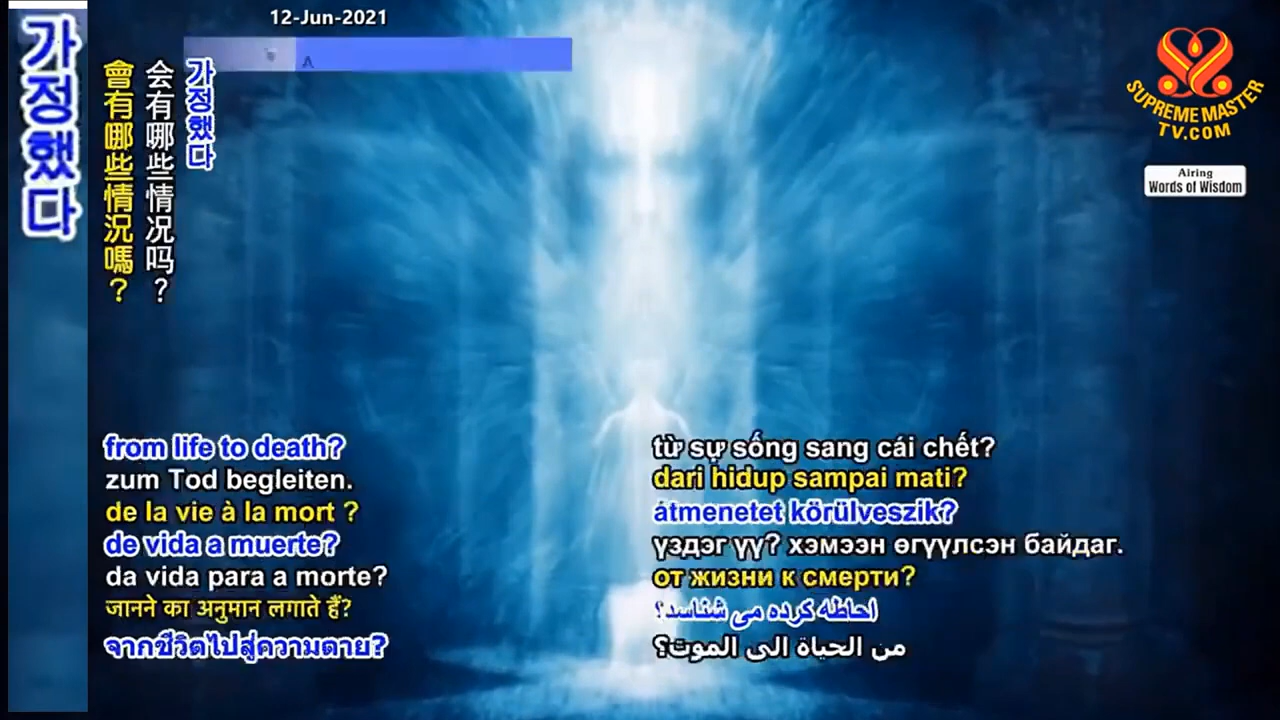 12-Jun-2021
A
가정했다
會有哪些情況嗎？
会有哪些情况吗？
가정했다
SUPREME MASTER
TV.COM
Airing
Words of Wisdom
from life to death?
zum Tod begleiten.
de la vie à la mort ?
de vida a muerte?
da vida para a morte?
जानने का अनुमान लगाते हैं?
จากชีวิตไปสู่ความตาย?
từ sự sống sang cái chết?
dari hidup sampai mati?
átmenetet körülveszik?
үздэг үү? хэмээн өгүүлсэн байдаг.
от жизни к смерти?
احاطه کرده می شناسد؟
من الحياة الى الموت؟